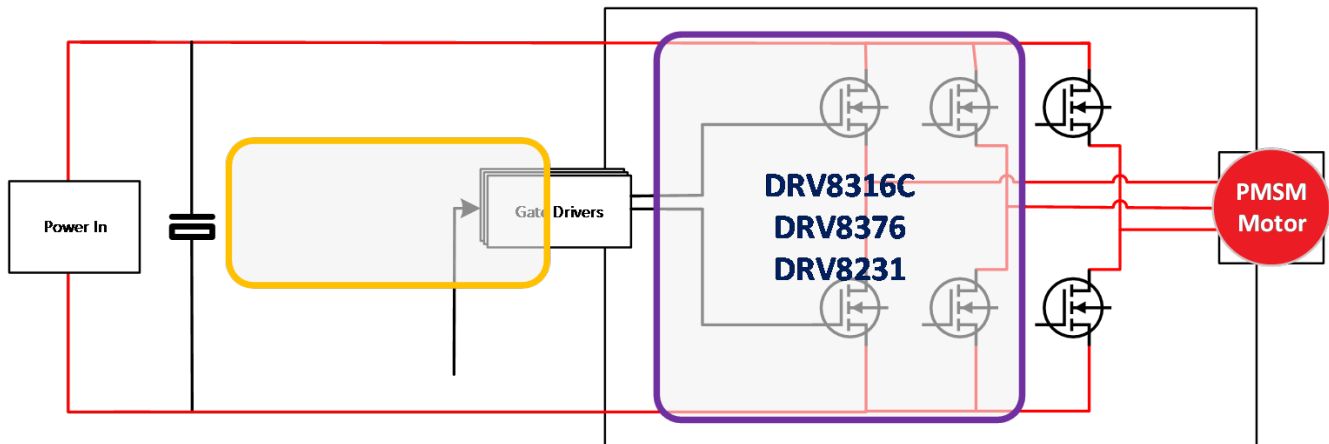 Power In
Gate Drivers
DRV8316C
DRV8376
DRV8231
PMSM
Motor